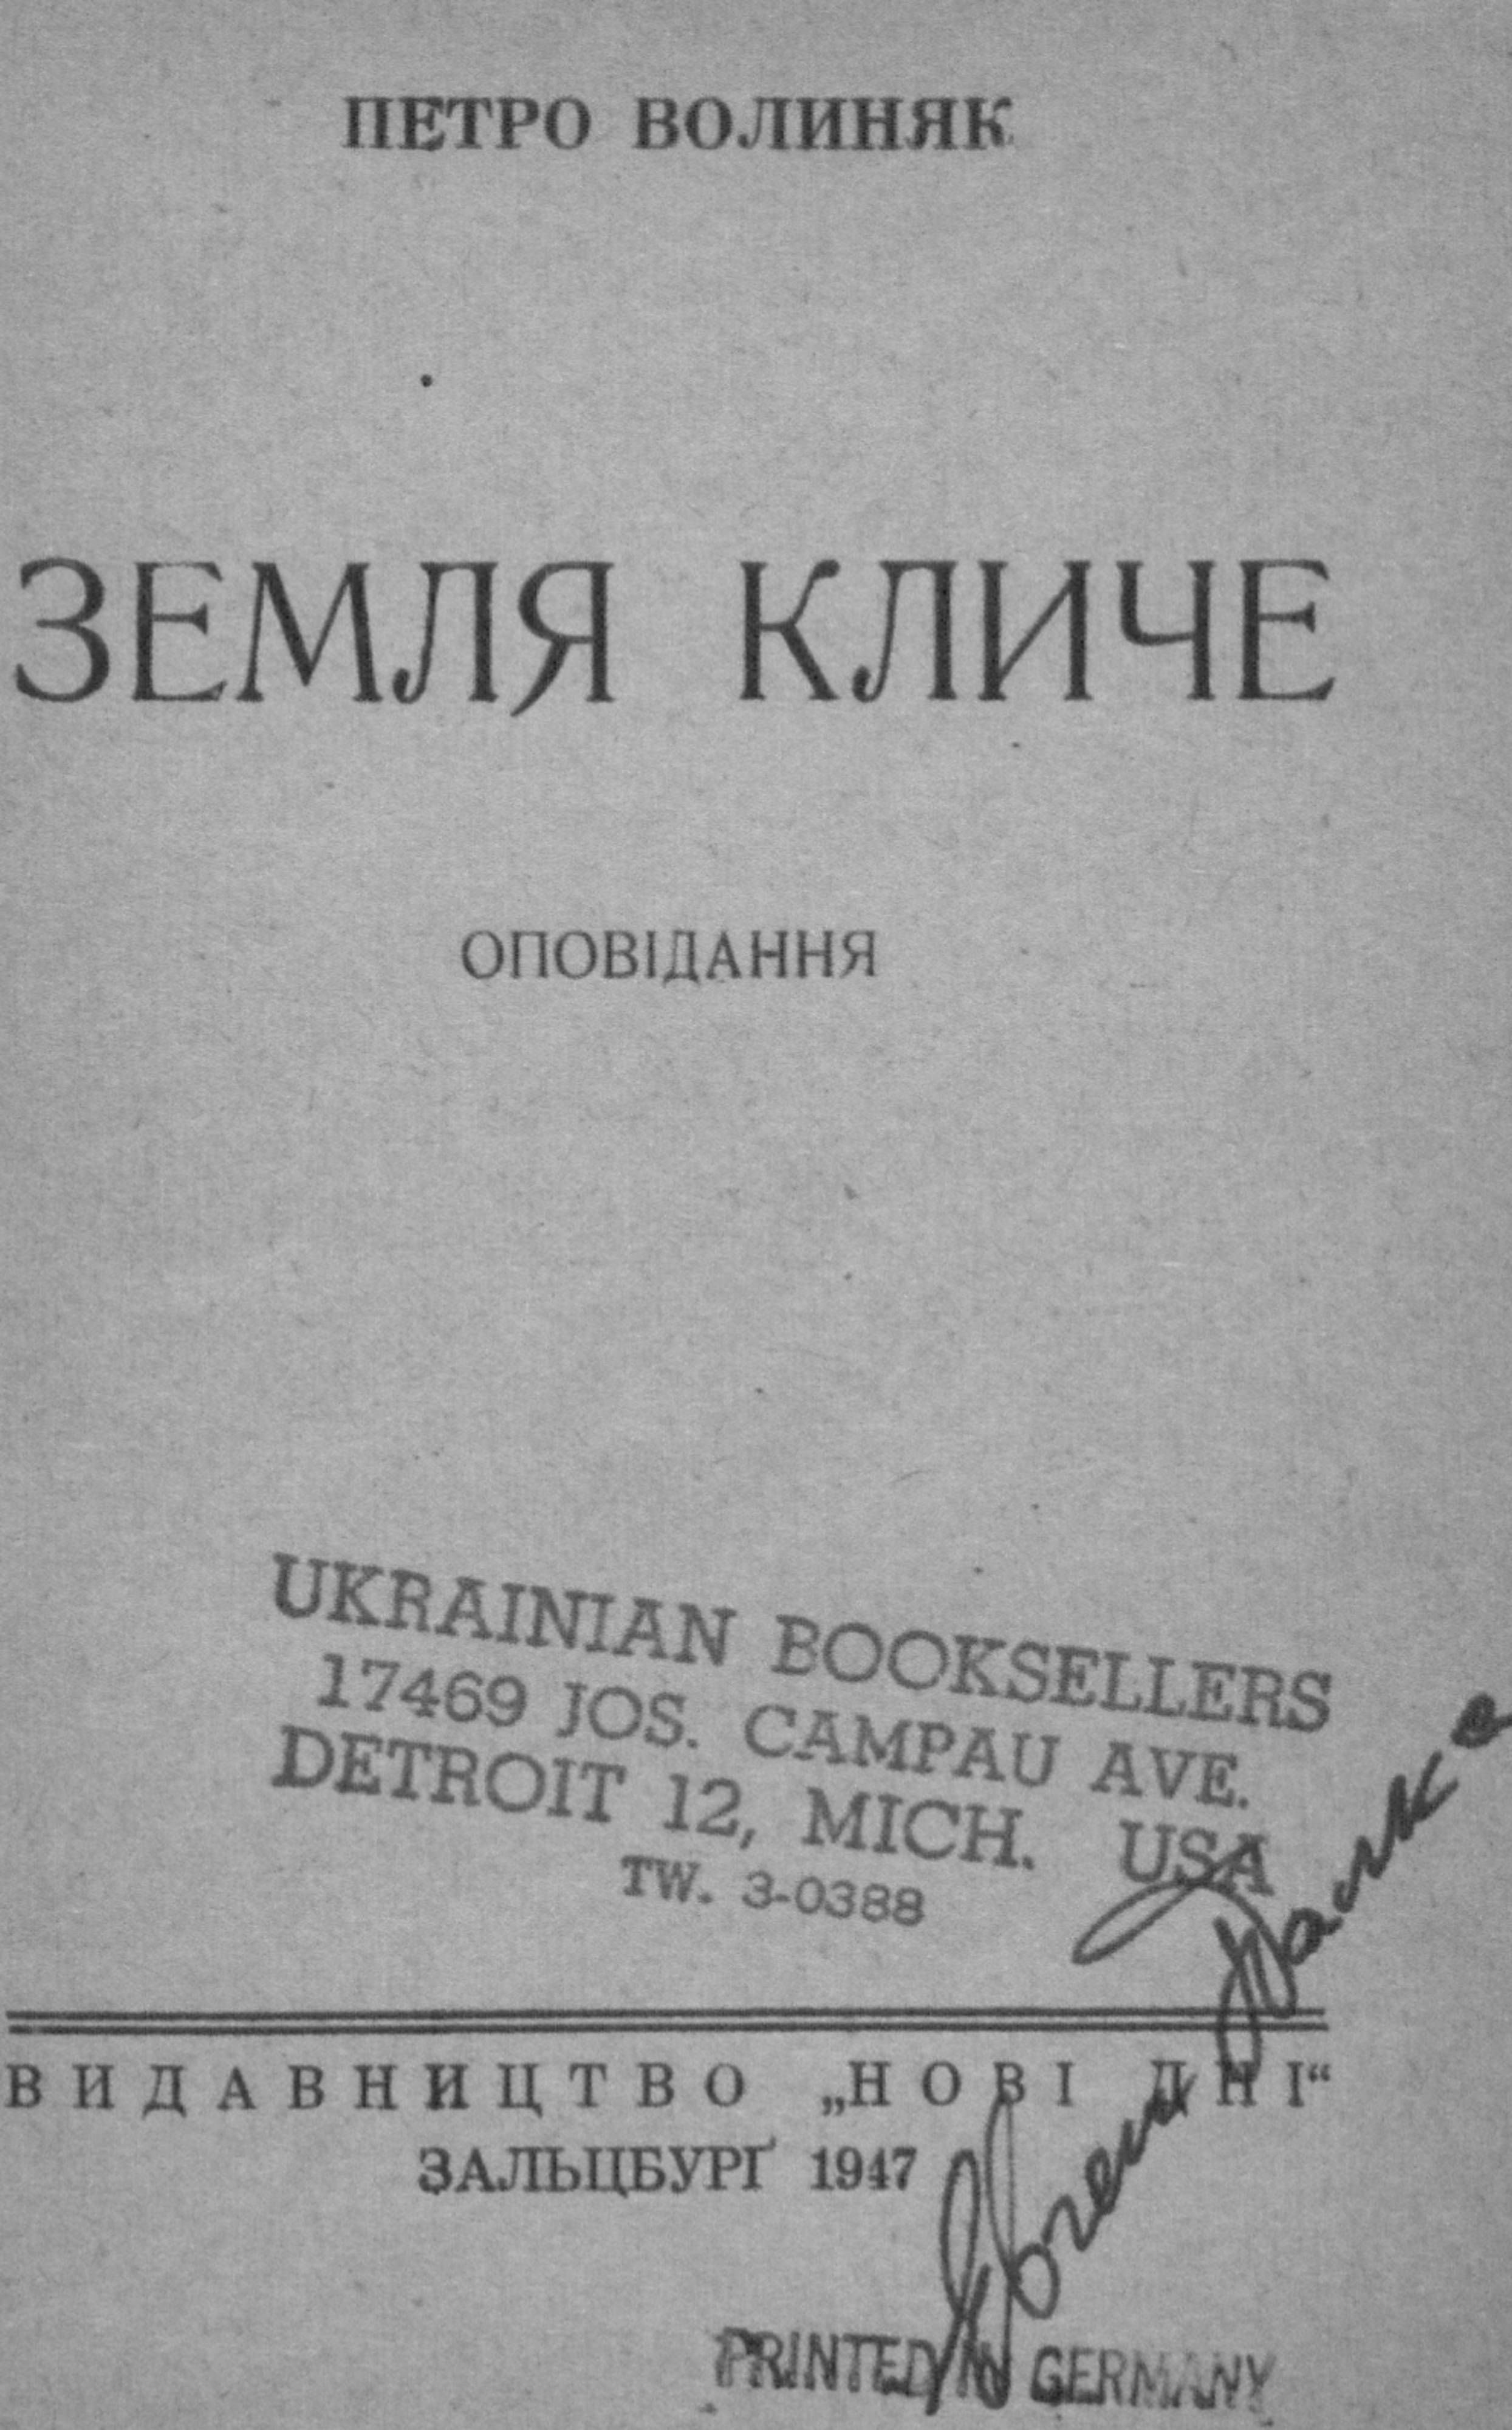 ПЕТРО ВОЛИНЯК
ЗЕМЛЯ КЛИЧЕ
ОПОВІДАННЯ
UKRAINIAN BOOKSELLERS
17469 JOS. CAMPAU AVE.
DETROIT 12, MICH. USA
TW. 3-0388
ВИДАВНИЦТВО „НОВІ ДНІ“
ЗАЛЬЦБУРҐ 1947
PRINTED IN GERMANY